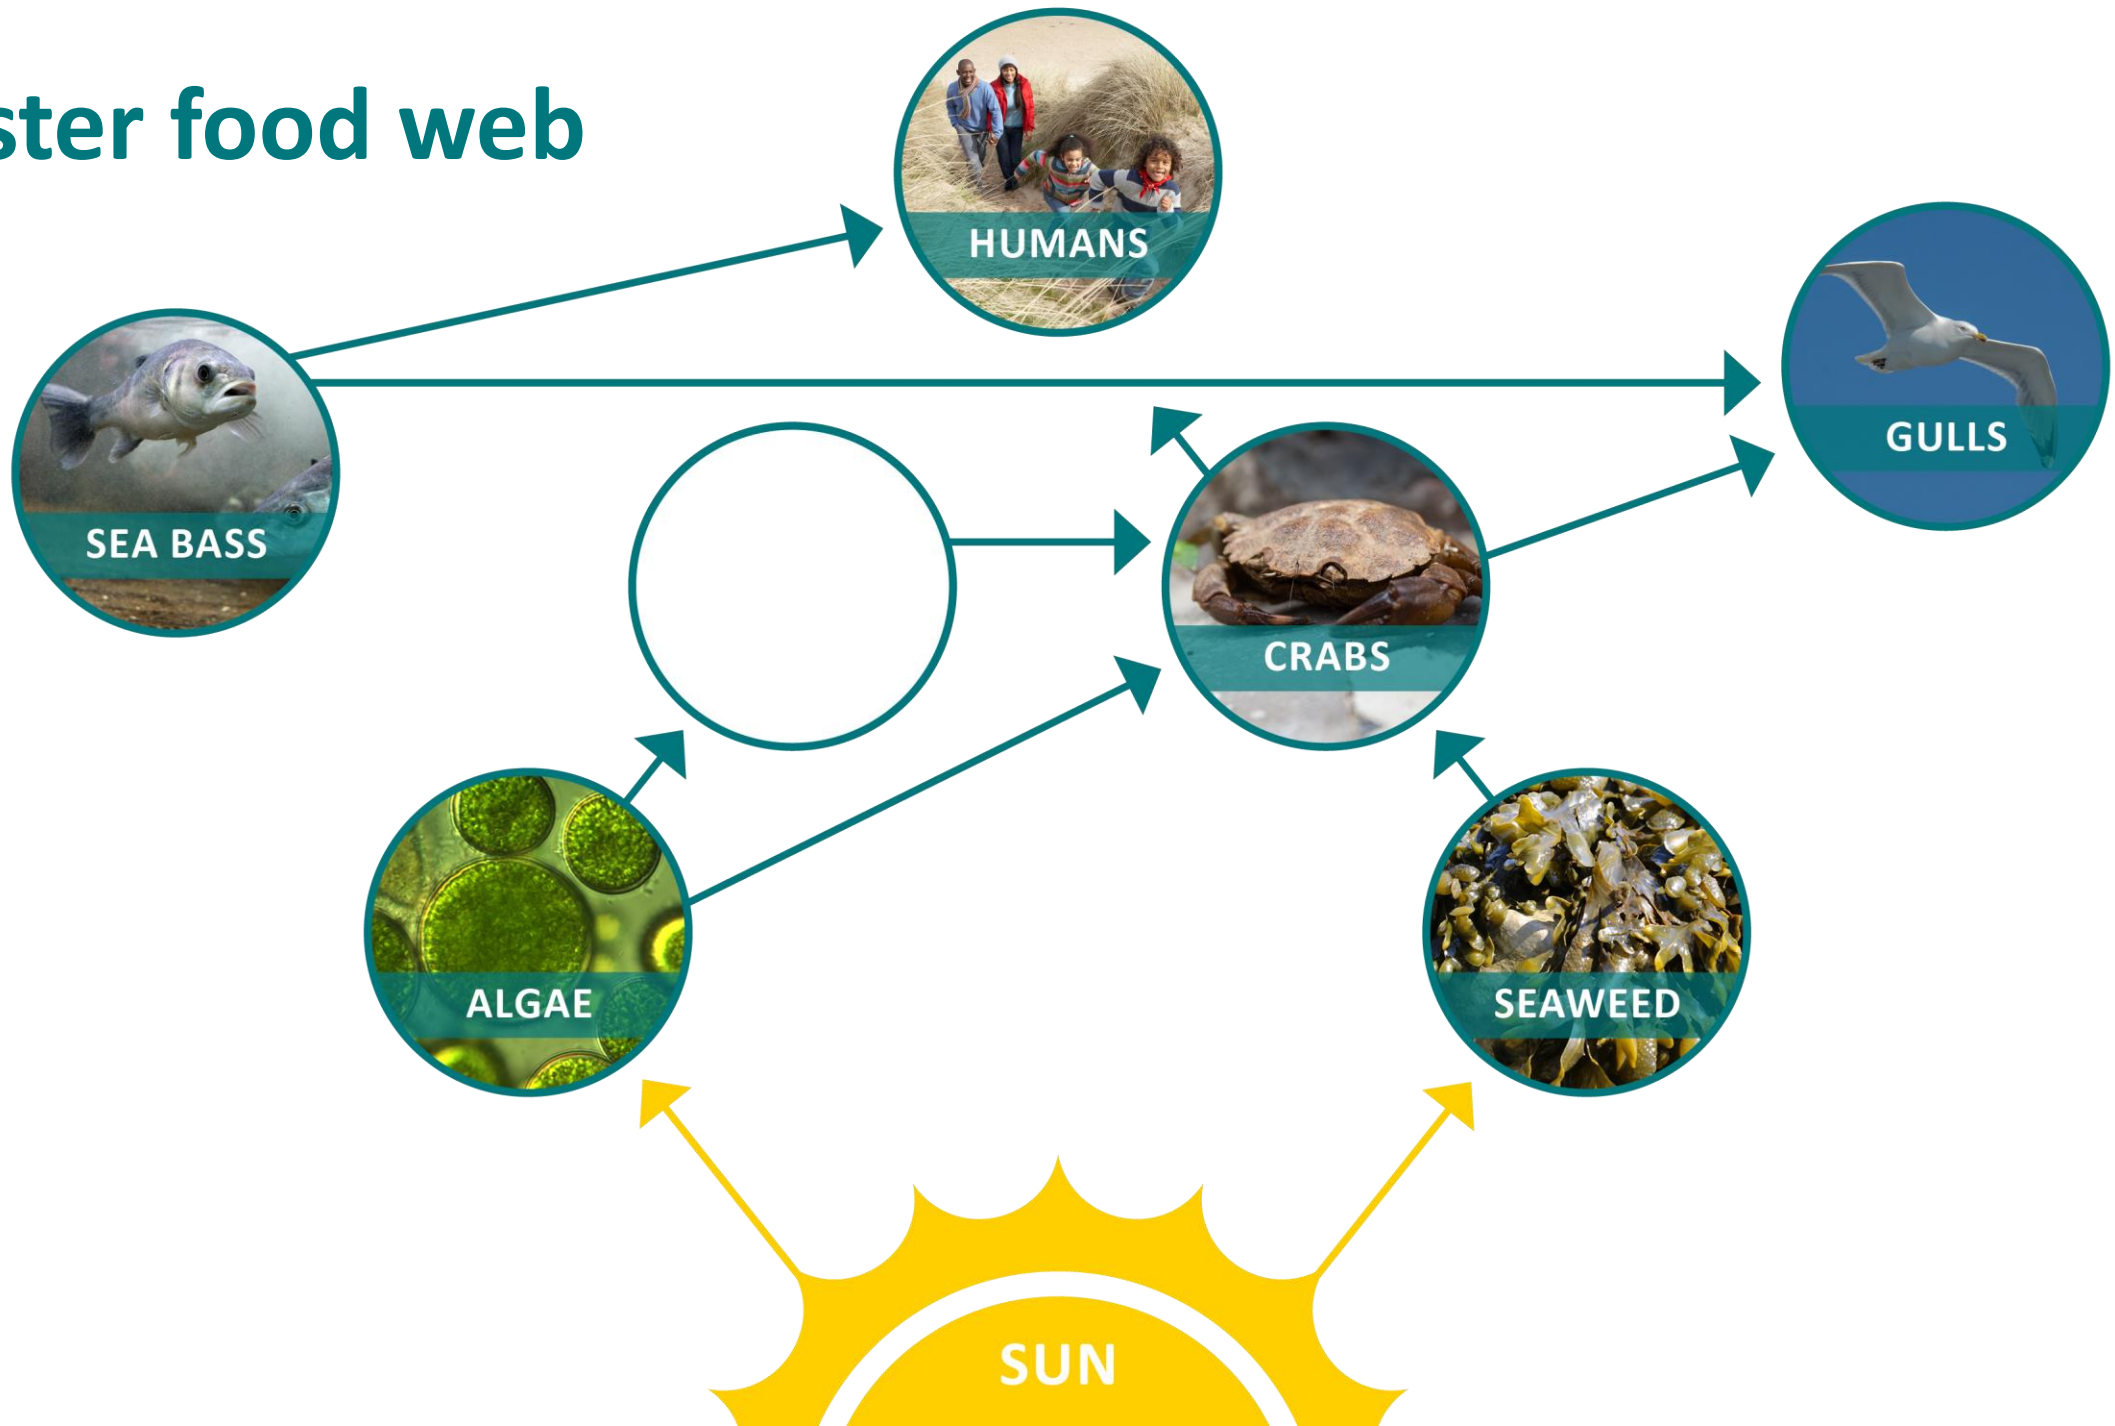 ster food web
HUMANS
GULLS
SEA BASS
CRABS
ALGAE
SEAWEED
SUN